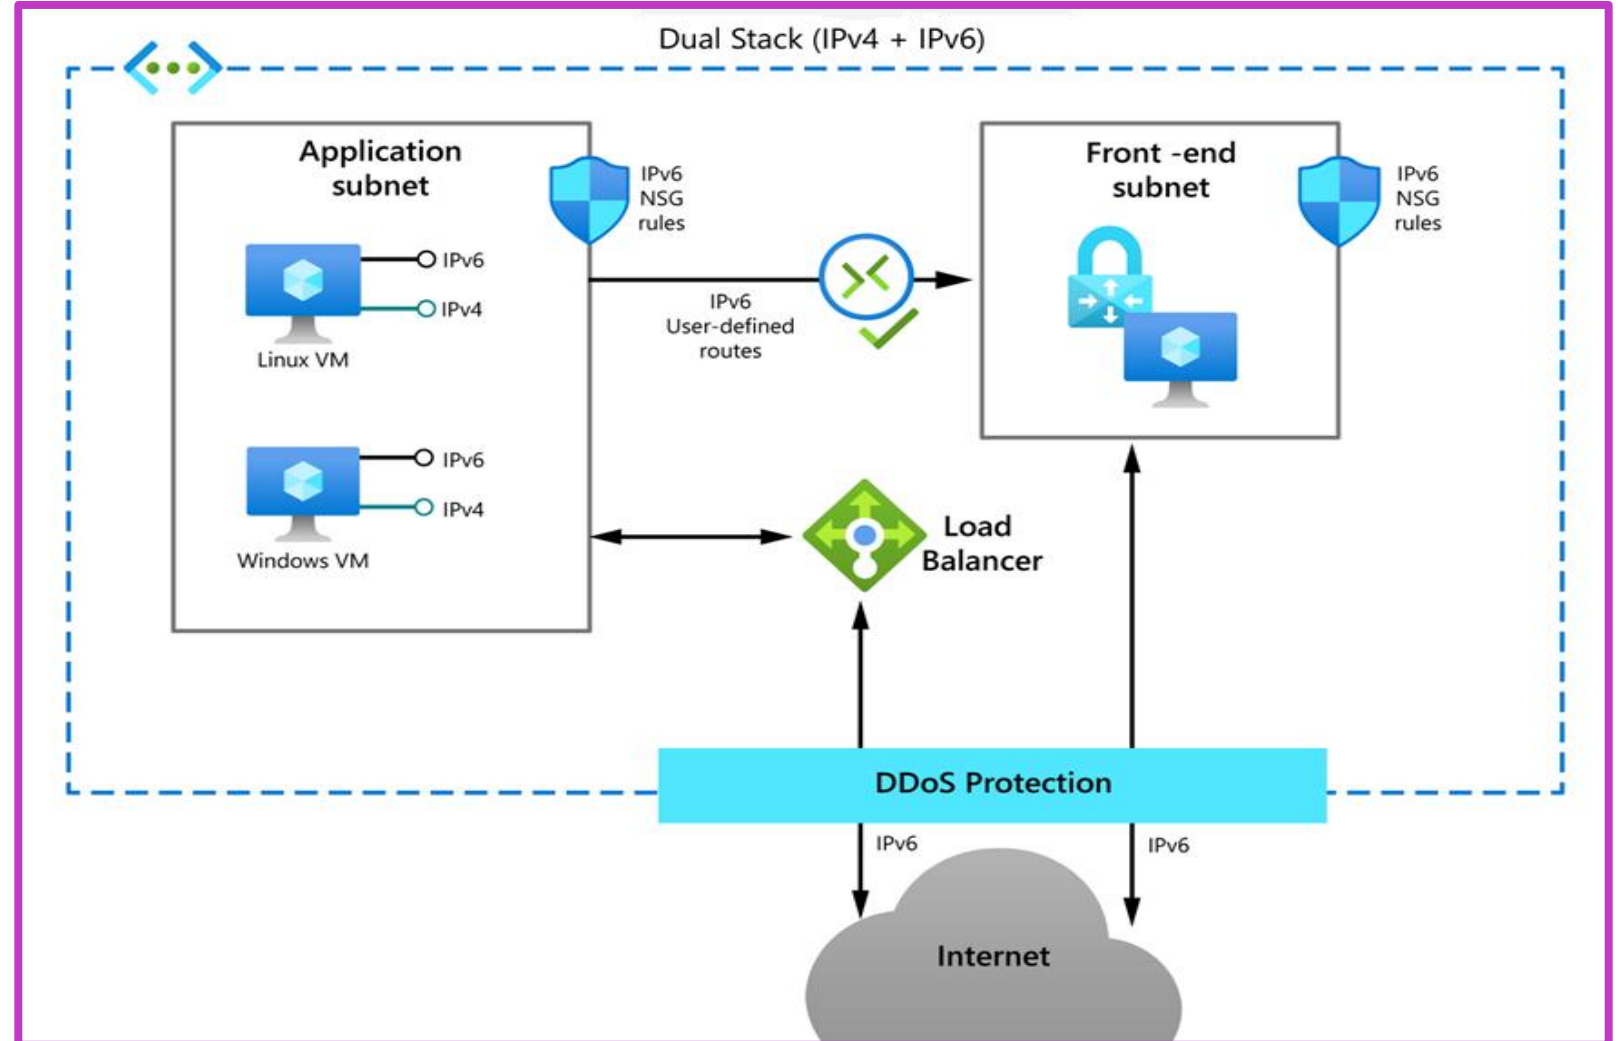 Dual Stack (IPv4 + IPv6)
Application
subnet
IPv6
NSG
rules
IPv6
IPv4
Linux VM
IPv6
IPv4
Windows VM
IPv6
User-defined
routes
Front -end
subnet
IPv6
NSG
rules
Load
Balancer
DDoS Protection
IPv6
IPv6
Internet